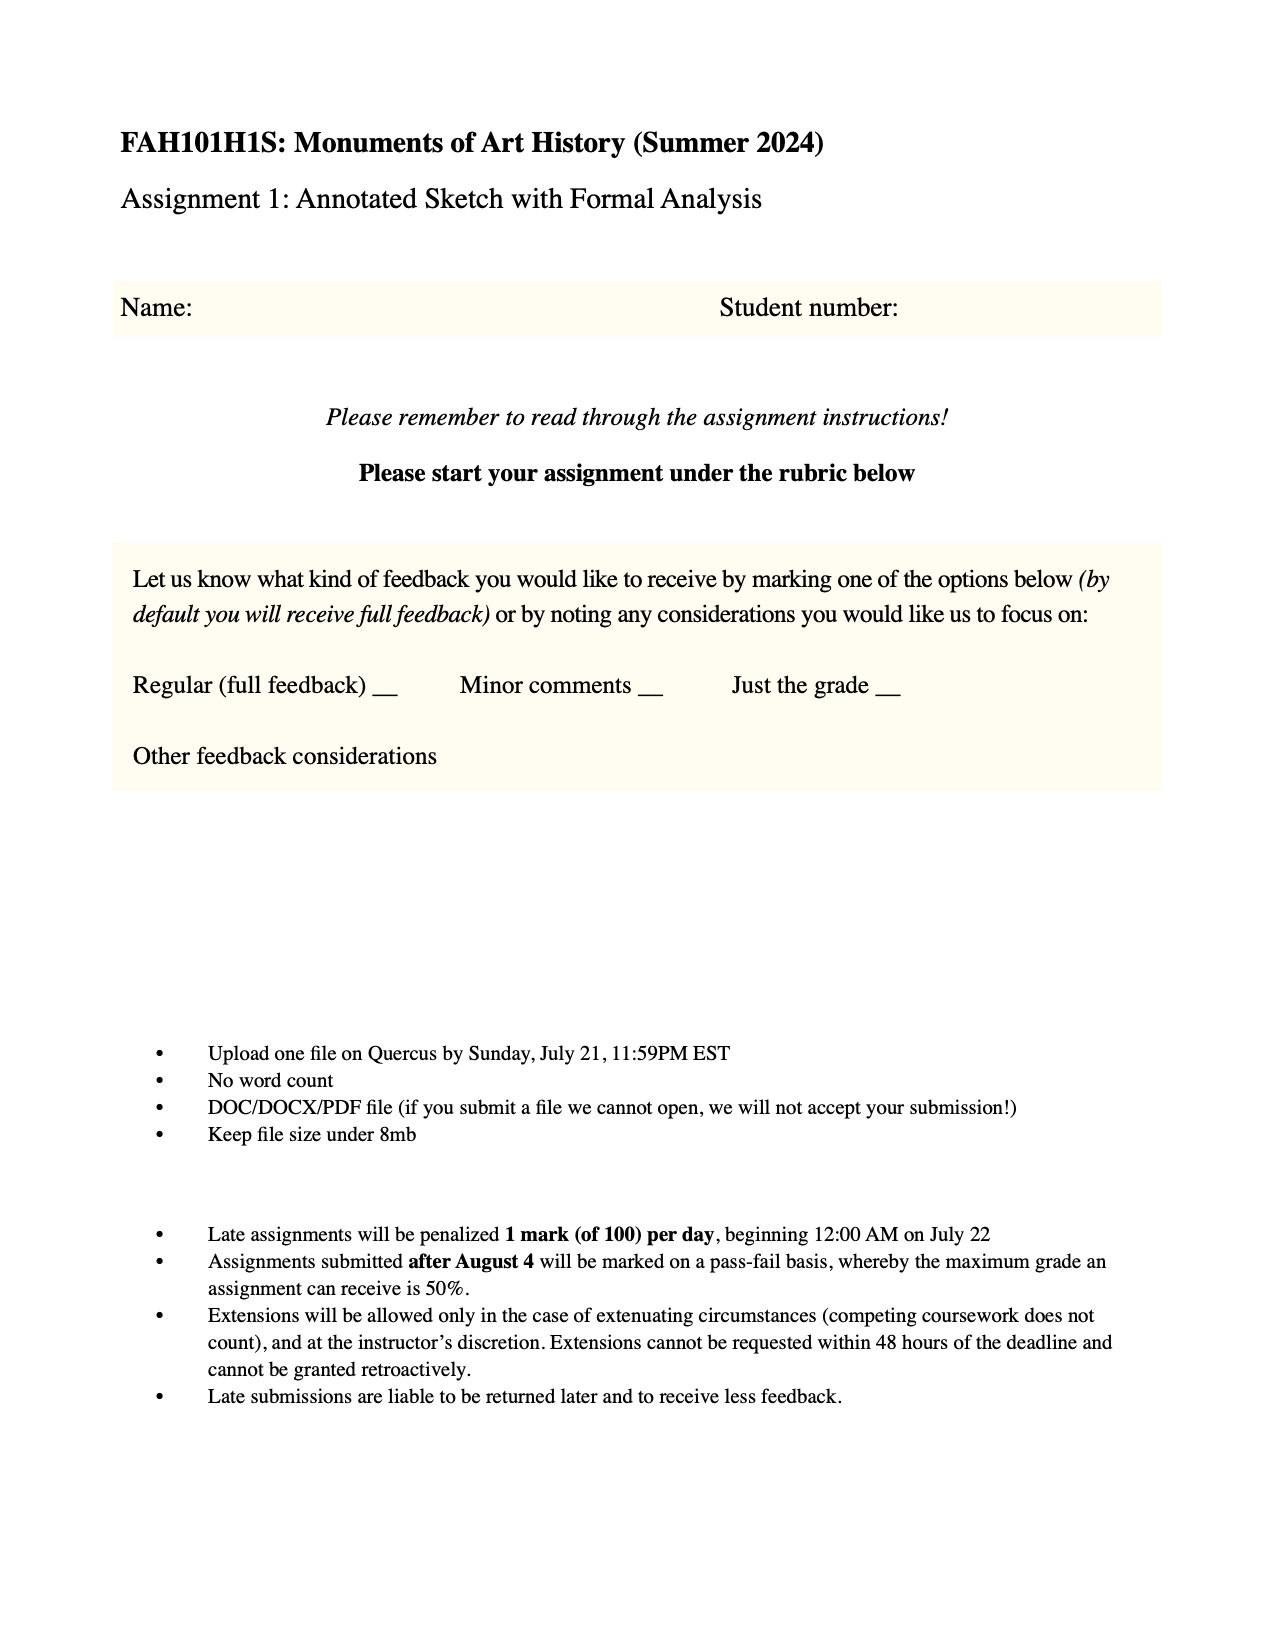 FAH101H1S: Monuments of Art History (Summer 2024)
Assignment 1: Annotated Sketch with Formal Analysis
Name: Student number:
Please remember to read through the assignment instructions!
Please start your assignment under the rubric below
Let us know what kind of feedback you would like to receive by marking one of the options below (by
default you will receive full feedback) or by noting any considerations you would like us to focus on:
Regular (full feedback) __ Minor comments __ Just the grade __
Other feedback considerations
• Upload one file on Quercus by Sunday, July 21, 11:59PM EST
• No word count
• DOC/DOCX/PDF file (if you submit a file we cannot open, we will not accept your submission!)
• Keep file size under 8mb
• Late assignments will be penalized 1 mark (of 100) per day, beginning 12:00 AM on July 22
• Assignments submitted after August 4 will be marked on a pass-fail basis, whereby the maximum grade an
assignment can receive is 50%.
• Extensions will be allowed only in the case of extenuating circumstances (competing coursework does not
count), and at the instructor’s discretion. Extensions cannot be requested within 48 hours of the deadline and
cannot be granted retroactively.
• Late submissions are liable to be returned later and to receive less feedback.